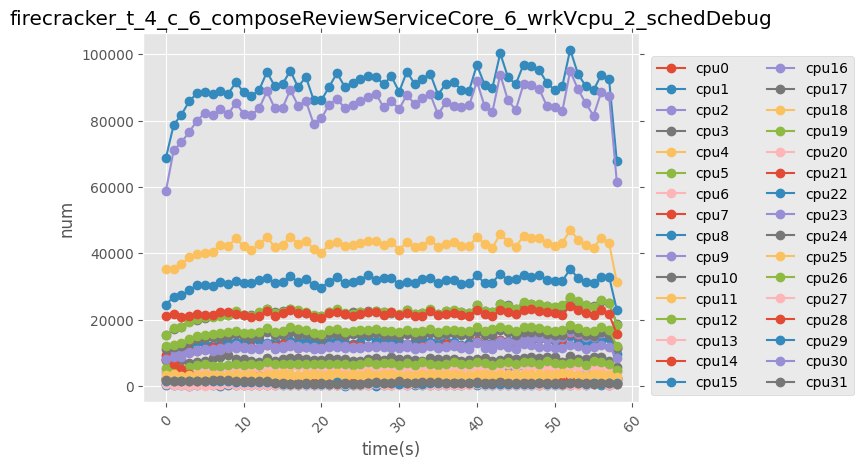 firecracker_t_4_c_6_composeReviewServiceCore_6_wrkVcpu_2_schedDebug
100000
80000
60000
40000
20000
0
num
0 10 20 30 40 50 60
time(s)
cpu0 cpu16
cpu1 cpu17
cpu2 cpu18
cpu3 cpu19
cpu4 cpu20
cpu5 cpu21
cpu6 cpu22
cpu7 cpu23
cpu8 cpu24
cpu9 cpu25
cpu10 cpu26
cpu11 cpu27
cpu12 cpu28
cpu13 cpu29
cpu14 cpu30
cpu15 cpu31